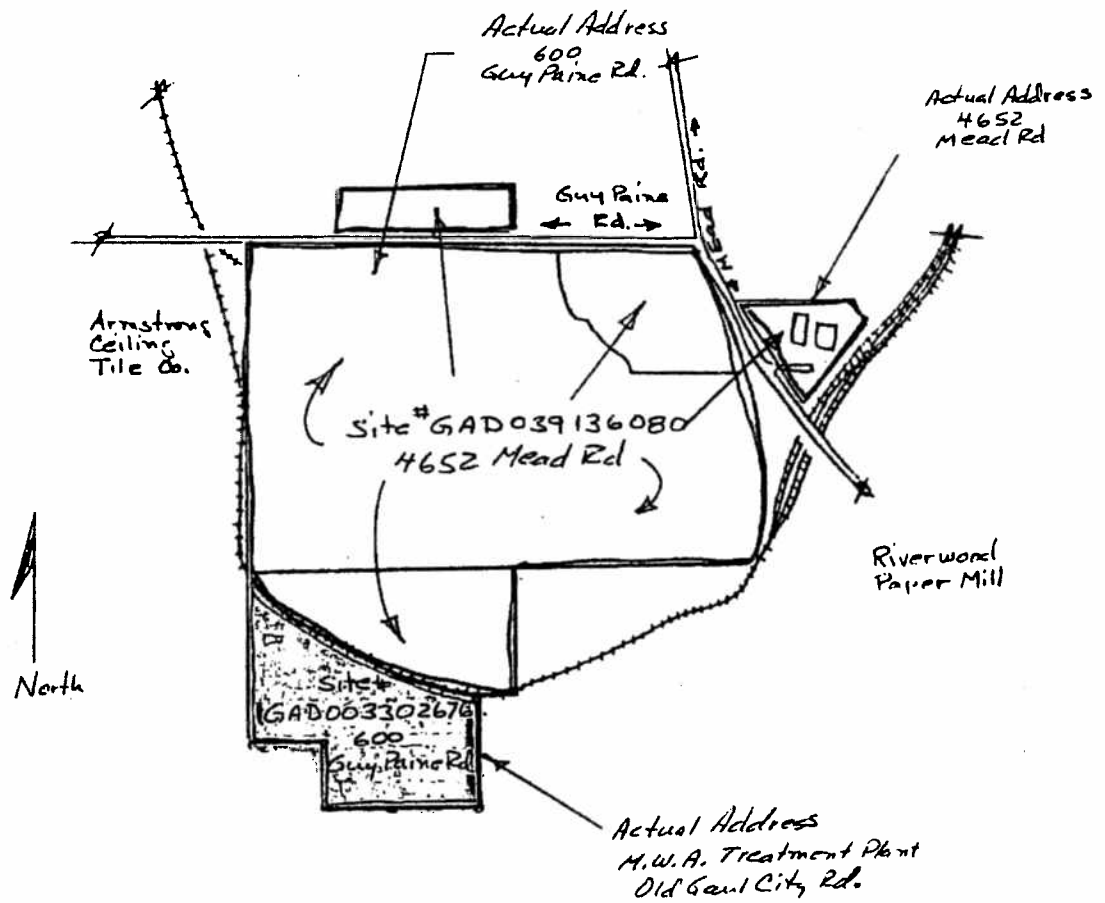 Actual Address
600
Guy Paine Rd.
Actual Address
4652
Mead Rd
Guy Paine
Rd.
Mead Rd.
Armstrong
Ceiling
Tile Co.
Site # GAD039136080
4652 Mead Rd
Riverwood
Paper Mill
North
Site #
GAD003302676
600
Guy Paine Rd
Actual Address
M.W.A. Treatment Plant
Old Gaul City Rd.